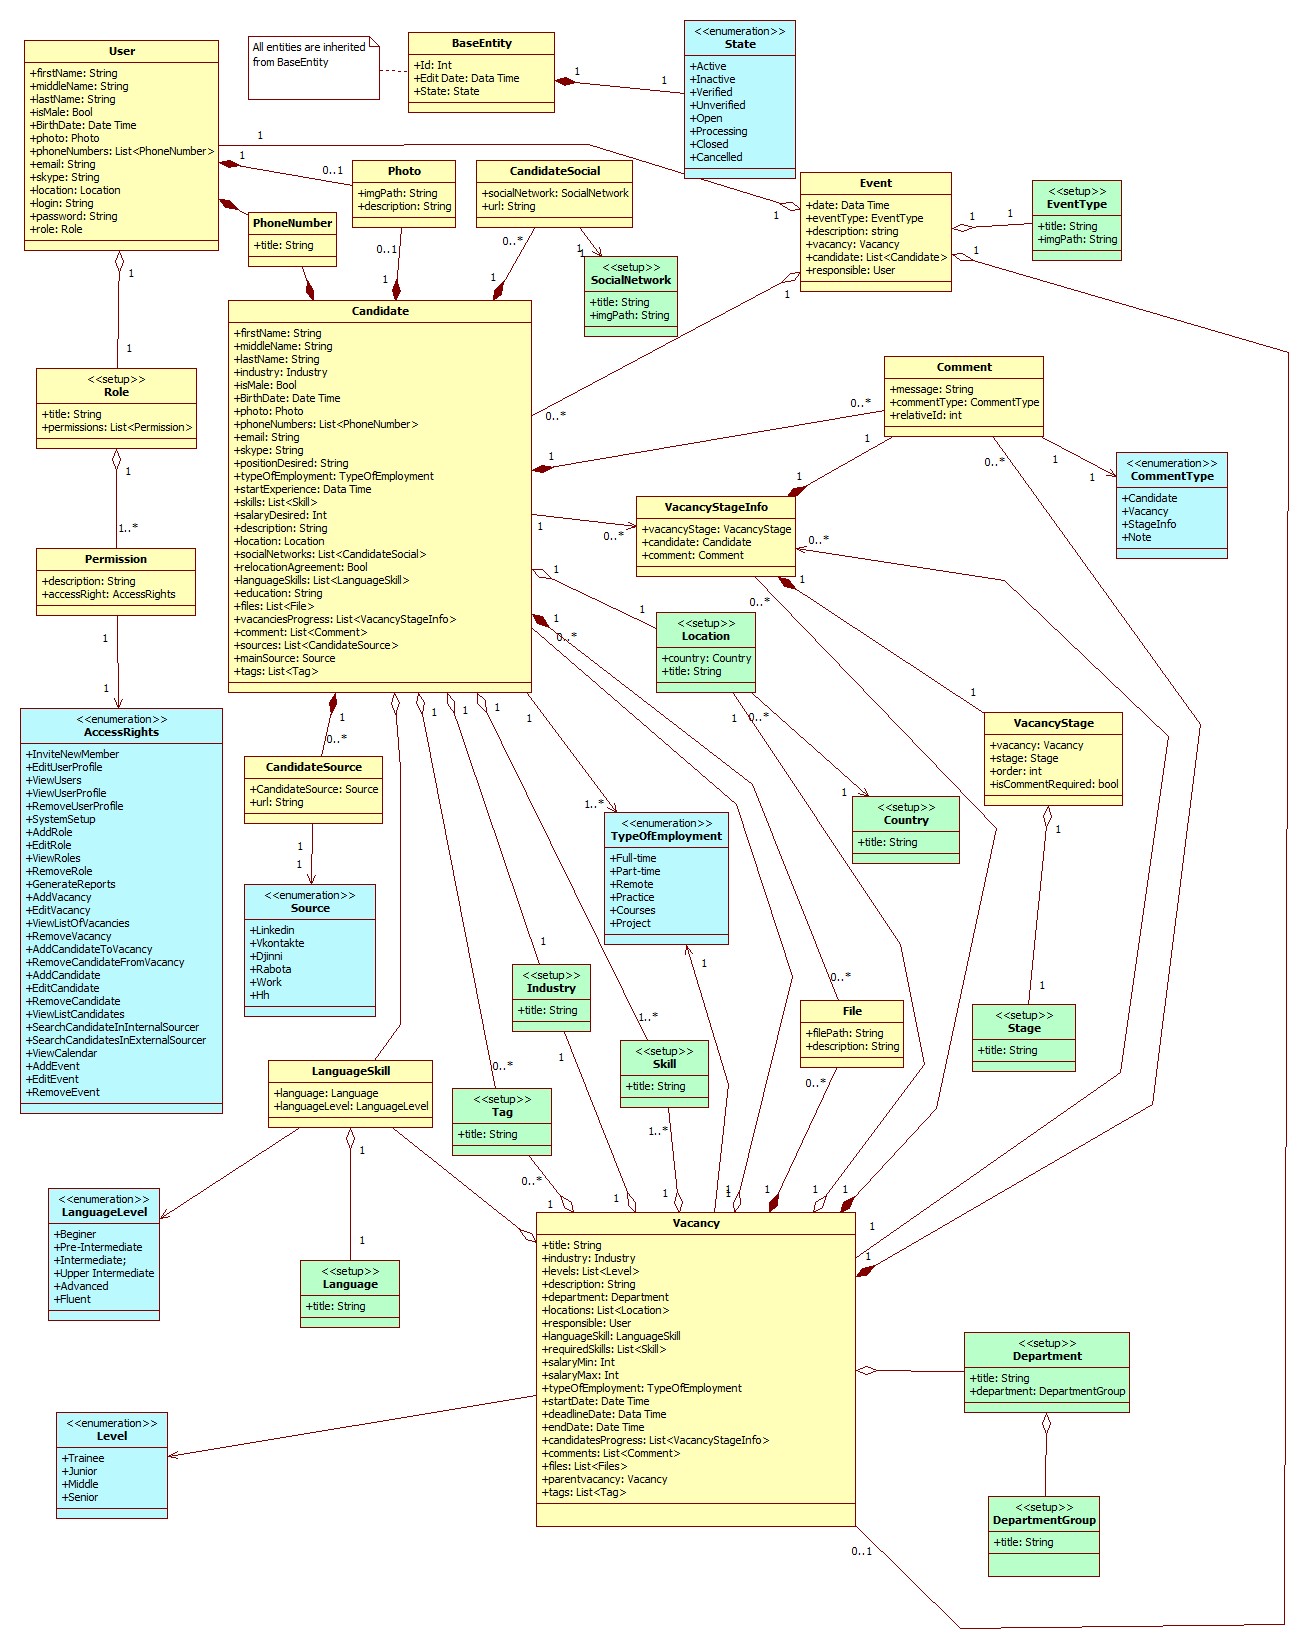 User
+firstName: String
+middleName: String
+lastName: String
+isMale: Bool
+BirthDate: Date Time
+photo: Photo
+phoneNumbers: List<PhoneNumber>
+email: String
+skype: String
+location: Location
+login: String
+password: String
+role: Role
All entities are inherited
from BaseEntity
BaseEntity
+Id: Int
+Edit Date: Data Time
+State: State
1
1
<<enumeration>>
State
+Active
+Inactive
+Verified
+Unverified
+Open
+Processing
+Closed
+Cancelled
1
1
0..1
Photo
+imgPath: String
+description: String
CandidateSocial
+socialNetwork: SocialNetwork
+url: String
PhoneNumber
+title: String
Event
+date: Data Time
+eventType: EventType
+description: string
+vacancy: Vacancy
+candidate: List<Candidate>
+responsible: User
1
1
1
1
1
<<setup>>
EventType
+title: String
+imgPath: String
0..1
1
0..*
1
1
1
<<setup>>
SocialNetwork
+title: String
+imgPath: String
1
1
<<setup>>
Role
+title: String
+permissions: List<Permission>
1
1..*
Permission
+description: String
+accessRight: AccessRights
1
1
<<enumeration>>
AccessRights
+InviteNewMember
+EditUserProfile
+ViewUsers
+ViewUserProfile
+RemoveUserProfile
+SystemSetup
+AddRole
+EditRole
+ViewRoles
+RemoveRole
+GenerateReports
+AddVacancy
+EditVacancy
+ViewListOfVacancies
+RemoveVacancy
+AddCandidateToVacancy
+RemoveCandidateFromVacancy
+AddCandidate
+EditCandidate
+RemoveCandidate
+ViewListCandidates
+SearchCandidateInInternalSourcer
+SearchCandidatesInExternalSourcer
+ViewCalendar
+AddEvent
+EditEvent
+RemoveEvent
Candidate
+firstName: String
+middleName: String
+lastName: String
+industry: Industry
+isMale: Bool
+BirthDate: Date Time
+photo: Photo
+phoneNumbers: List<PhoneNumber>
+email: String
+skype: String
+positionDesired: String
+typeOfEmployment: TypeOfEmployment
+startExperience: Data Time
+skills: List<Skill>
+salaryDesired: Int
+description: String
+location: Location
+socialNetworks: List<CandidateSocial>
+relocationAgreement: Bool
+languageSkills: List<LanguageSkill>
+education: String
+files: List<File>
+vacanciesProgress: List<VacancyStageInfo>
+comment: List<Comment>
+sources: List<CandidateSource>
+mainSource: Source
+tags: List<Tag>
0..*
1
0..*
1
0..*
1
1
0..*
1
1
0..*
Comment
+message: String
+commentType: CommentType
+relativeId: int
1
0..*
1
1
<<enumeration>>
CommentType
+Candidate
+Vacancy
+StageInfo
+Note
1
VacancyStageInfo
+vacancyStage: VacancyStage
+candidate: Candidate
+comment: Comment
0..*
1
0..*
<<setup>>
Location
+country: Country
+title: String
1
0..*
1
<<setup>>
Country
+title: String
1
VacancyStage
+vacancy: Vacancy
+stage: Stage
+order: int
+isCommentRequired: bool
1
1
<<setup>>
Stage
+title: String
1
0..*
1
1
1
1
1
CandidateSource
+CandidateSource: Source
+url: String
1
1
<<enumeration>>
Source
+Linkedin
+Vkontakte
+Djinni
+Rabota
+Work
+Hh
1..*
<<enumeration>>
TypeOfEmployment
+Full-time
+Part-time
+Remote
+Practice
+Courses
+Project
1
1
<<setup>>
Industry
+title: String
1
1..*
<<setup>>
Skill
+title: String
1..*
0..*
File
+filePath: String
+description: String
0..*
LanguageSkill
+language: Language
+languageLevel: LanguageLevel
1
1
0..*
<<setup>>
Tag
+title: String
0..*
<<enumeration>>
LanguageLevel
+Beginer
+Pre-Intermediate
+Intermediate;
+Upper Intermediate
+Advanced
+Fluent
<<setup>>
Language
+title: String
1
1
1
1
1
1
1
1
1
1
Vacancy
+title: String
+industry: Industry
+levels: List<Level>
+description: String
+department: Department
+locations: List<Location>
+responsible: User
+languageSkill: LanguageSkill
+requiredSkills: List<Skill>
+salaryMin: Int
+salaryMax: Int
+typeOfEmployment: TypeOfEmployment
+startDate: Date Time
+deadlineDate: Data Time
+endDate: Date Time
+candidatesProgress: List<VacancyStageInfo>
+comments: List<Comment>
+files: List<Files>
+parentvacancy: Vacancy
+tags: List<Tag>
0..1
<<enumeration>>
Level
+Trainee
+Junior
+Middle
+Senior
<<setup>>
Department
+title: String
+department: DepartmentGroup
<<setup>>
DepartmentGroup
+title: String